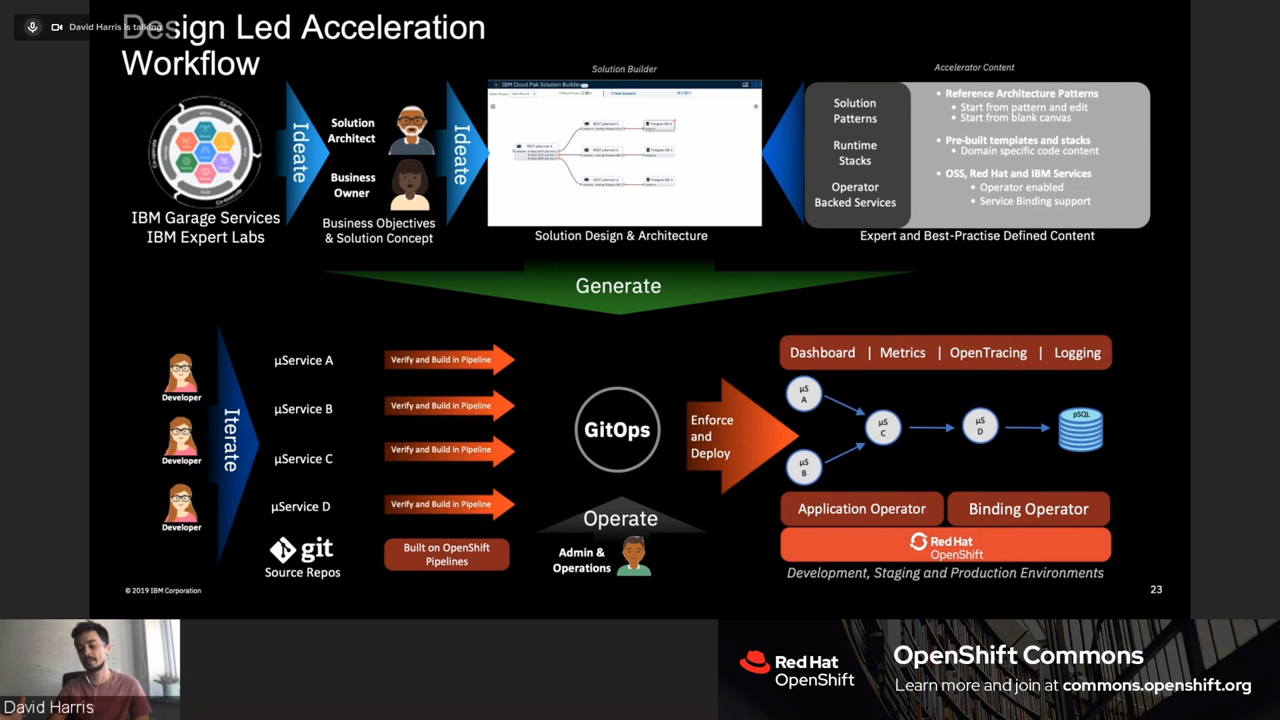 David Harris is talking
Design Led Acceleration
Workflow
Solution Builder
Accelerator Content
Ideate
Solution
Architect
Business
Owner
Ideate
IBM Cloud Pak Solution Builder
Solution
Patterns
Runtime
Stacks
Operator
Backed Services
• Reference Architecture Patterns
• Start from pattern and edit
• Start from blank canvas
• Pre-built templates and stacks
• Domain specific code content
• OSS, Red Hat and IBM Services
• Operator enabled
• Service Binding support
IBM Garage Services
IBM Expert Labs
Business Objectives
& Solution Concept
Solution Design & Architecture
Expert and Best-Practise Defined Content
Generate
Developer
Developer
Developer
Iterate
µService A
µService B
µService C
µService D
git
Source Repos
Verify and Build in Pipeline
Verify and Build in Pipeline
Verify and Build in Pipeline
Verify and Build in Pipeline
Built on OpenShift
Pipelines
GitOps
Operate
Admin &
Operations
Enforce
and
Deploy
Dashboard | Metrics | OpenTracing | Logging
µS
A
µS
B
µS
C
µS
D
pSQL
Application Operator
Binding Operator
Red Hat
OpenShift
Development, Staging and Production Environments
© 2019 IBM Corporation
23
David Harris
Red Hat
OpenShift
OpenShift Commons
Learn more and join at commons.openshift.org